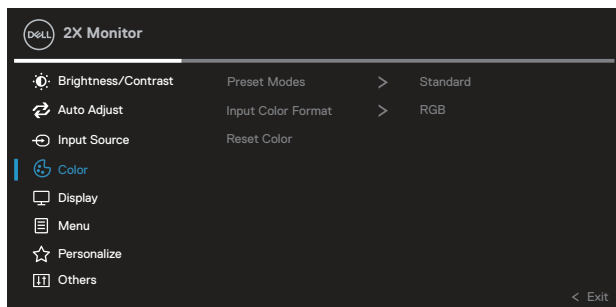 DELL 2X Monitor
Brightness/Contrast Preset Modes > Standard
Auto Adjust Input Color Format > RGB
Input Source Reset Color
Color
Display
Menu
Personalize
Others
< Exit